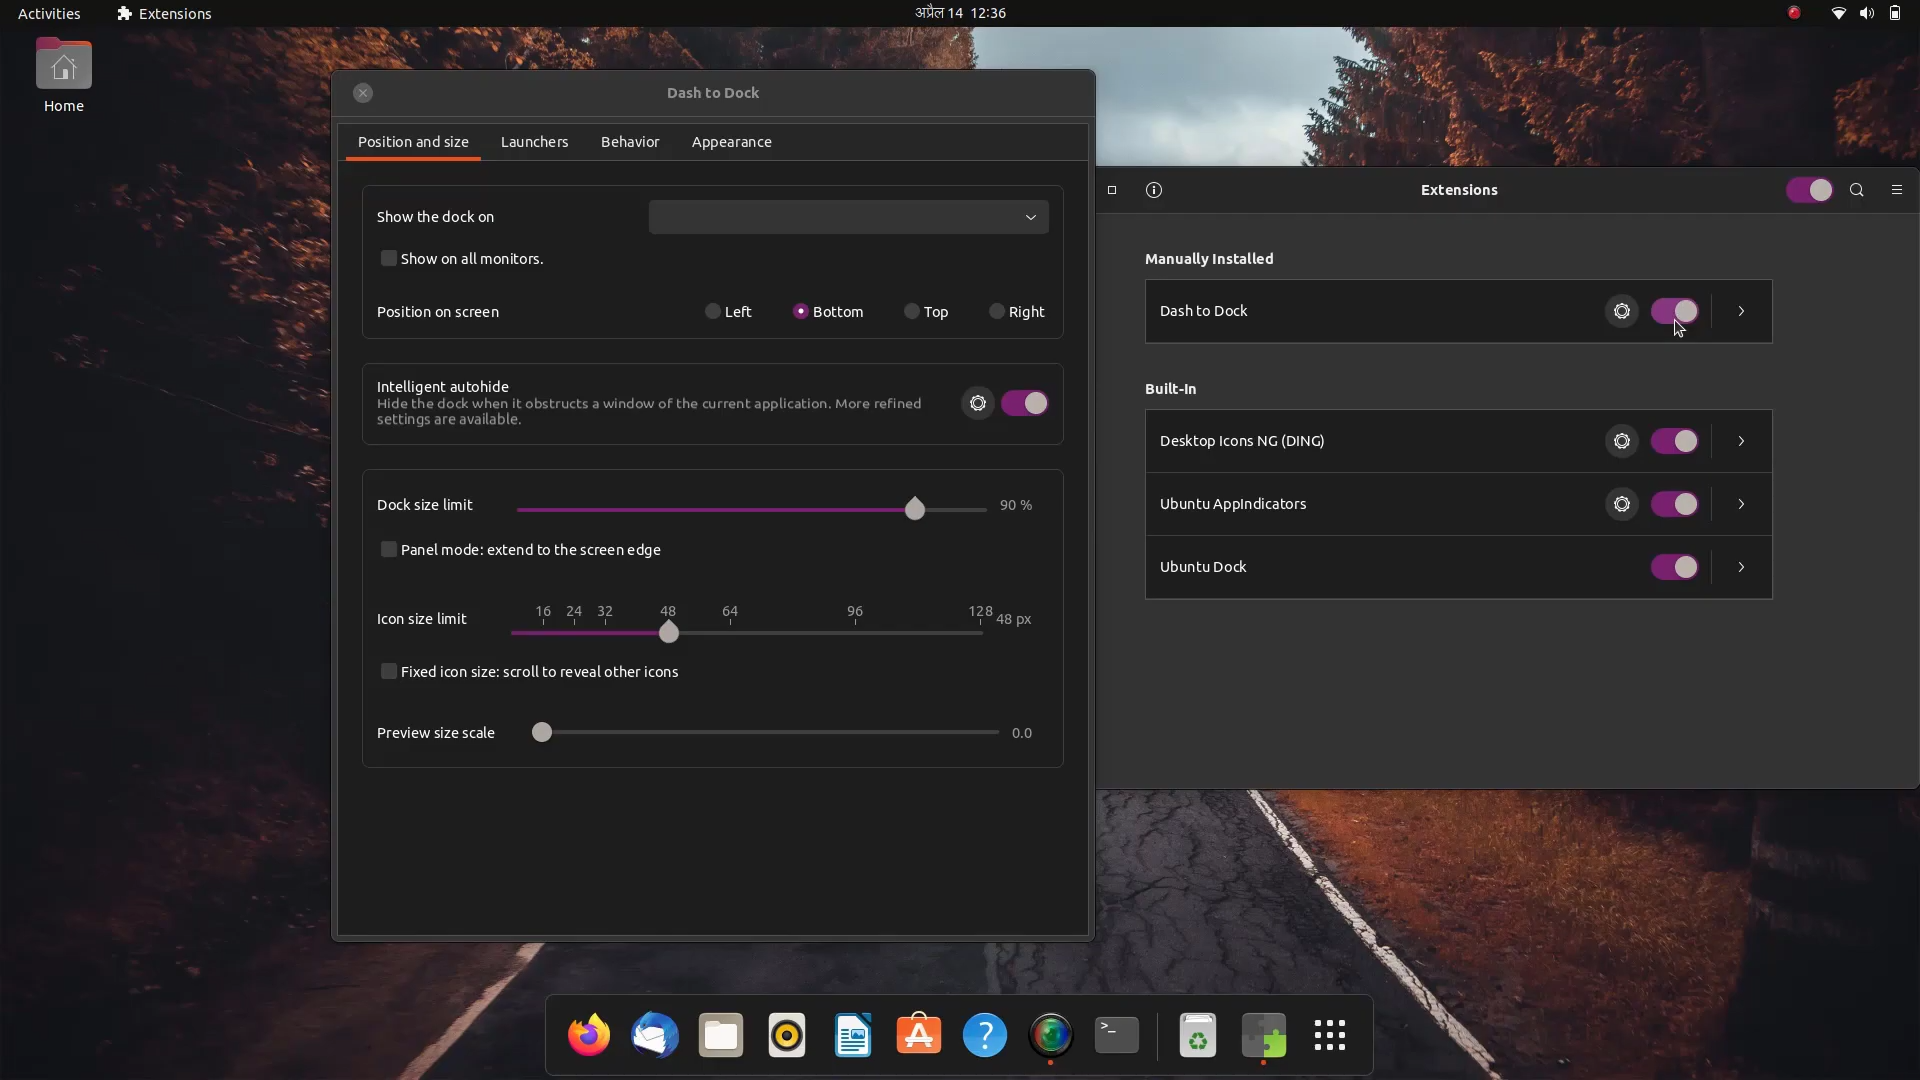 Activities
Extensions
अप्रैल 14 12:36
Home
Dash to Dock
Position and size
Launchers
Behavior
Appearance
Show the dock on
Show on all monitors.
Position on screen
Left
Bottom
Top
Right
Intelligent autohide
Hide the dock when it obstructs a window of the current application. More refined
settings are available.
Dock size limit
90 %
Panel mode: extend to the screen edge
Icon size limit
16 24 32 48 64 96 128
48 px
Fixed icon size: scroll to reveal other icons
Preview size scale
0.0
Extensions
Manually Installed
Dash to Dock
Built-In
Desktop Icons NG (DING)
Ubuntu AppIndicators
Ubuntu Dock